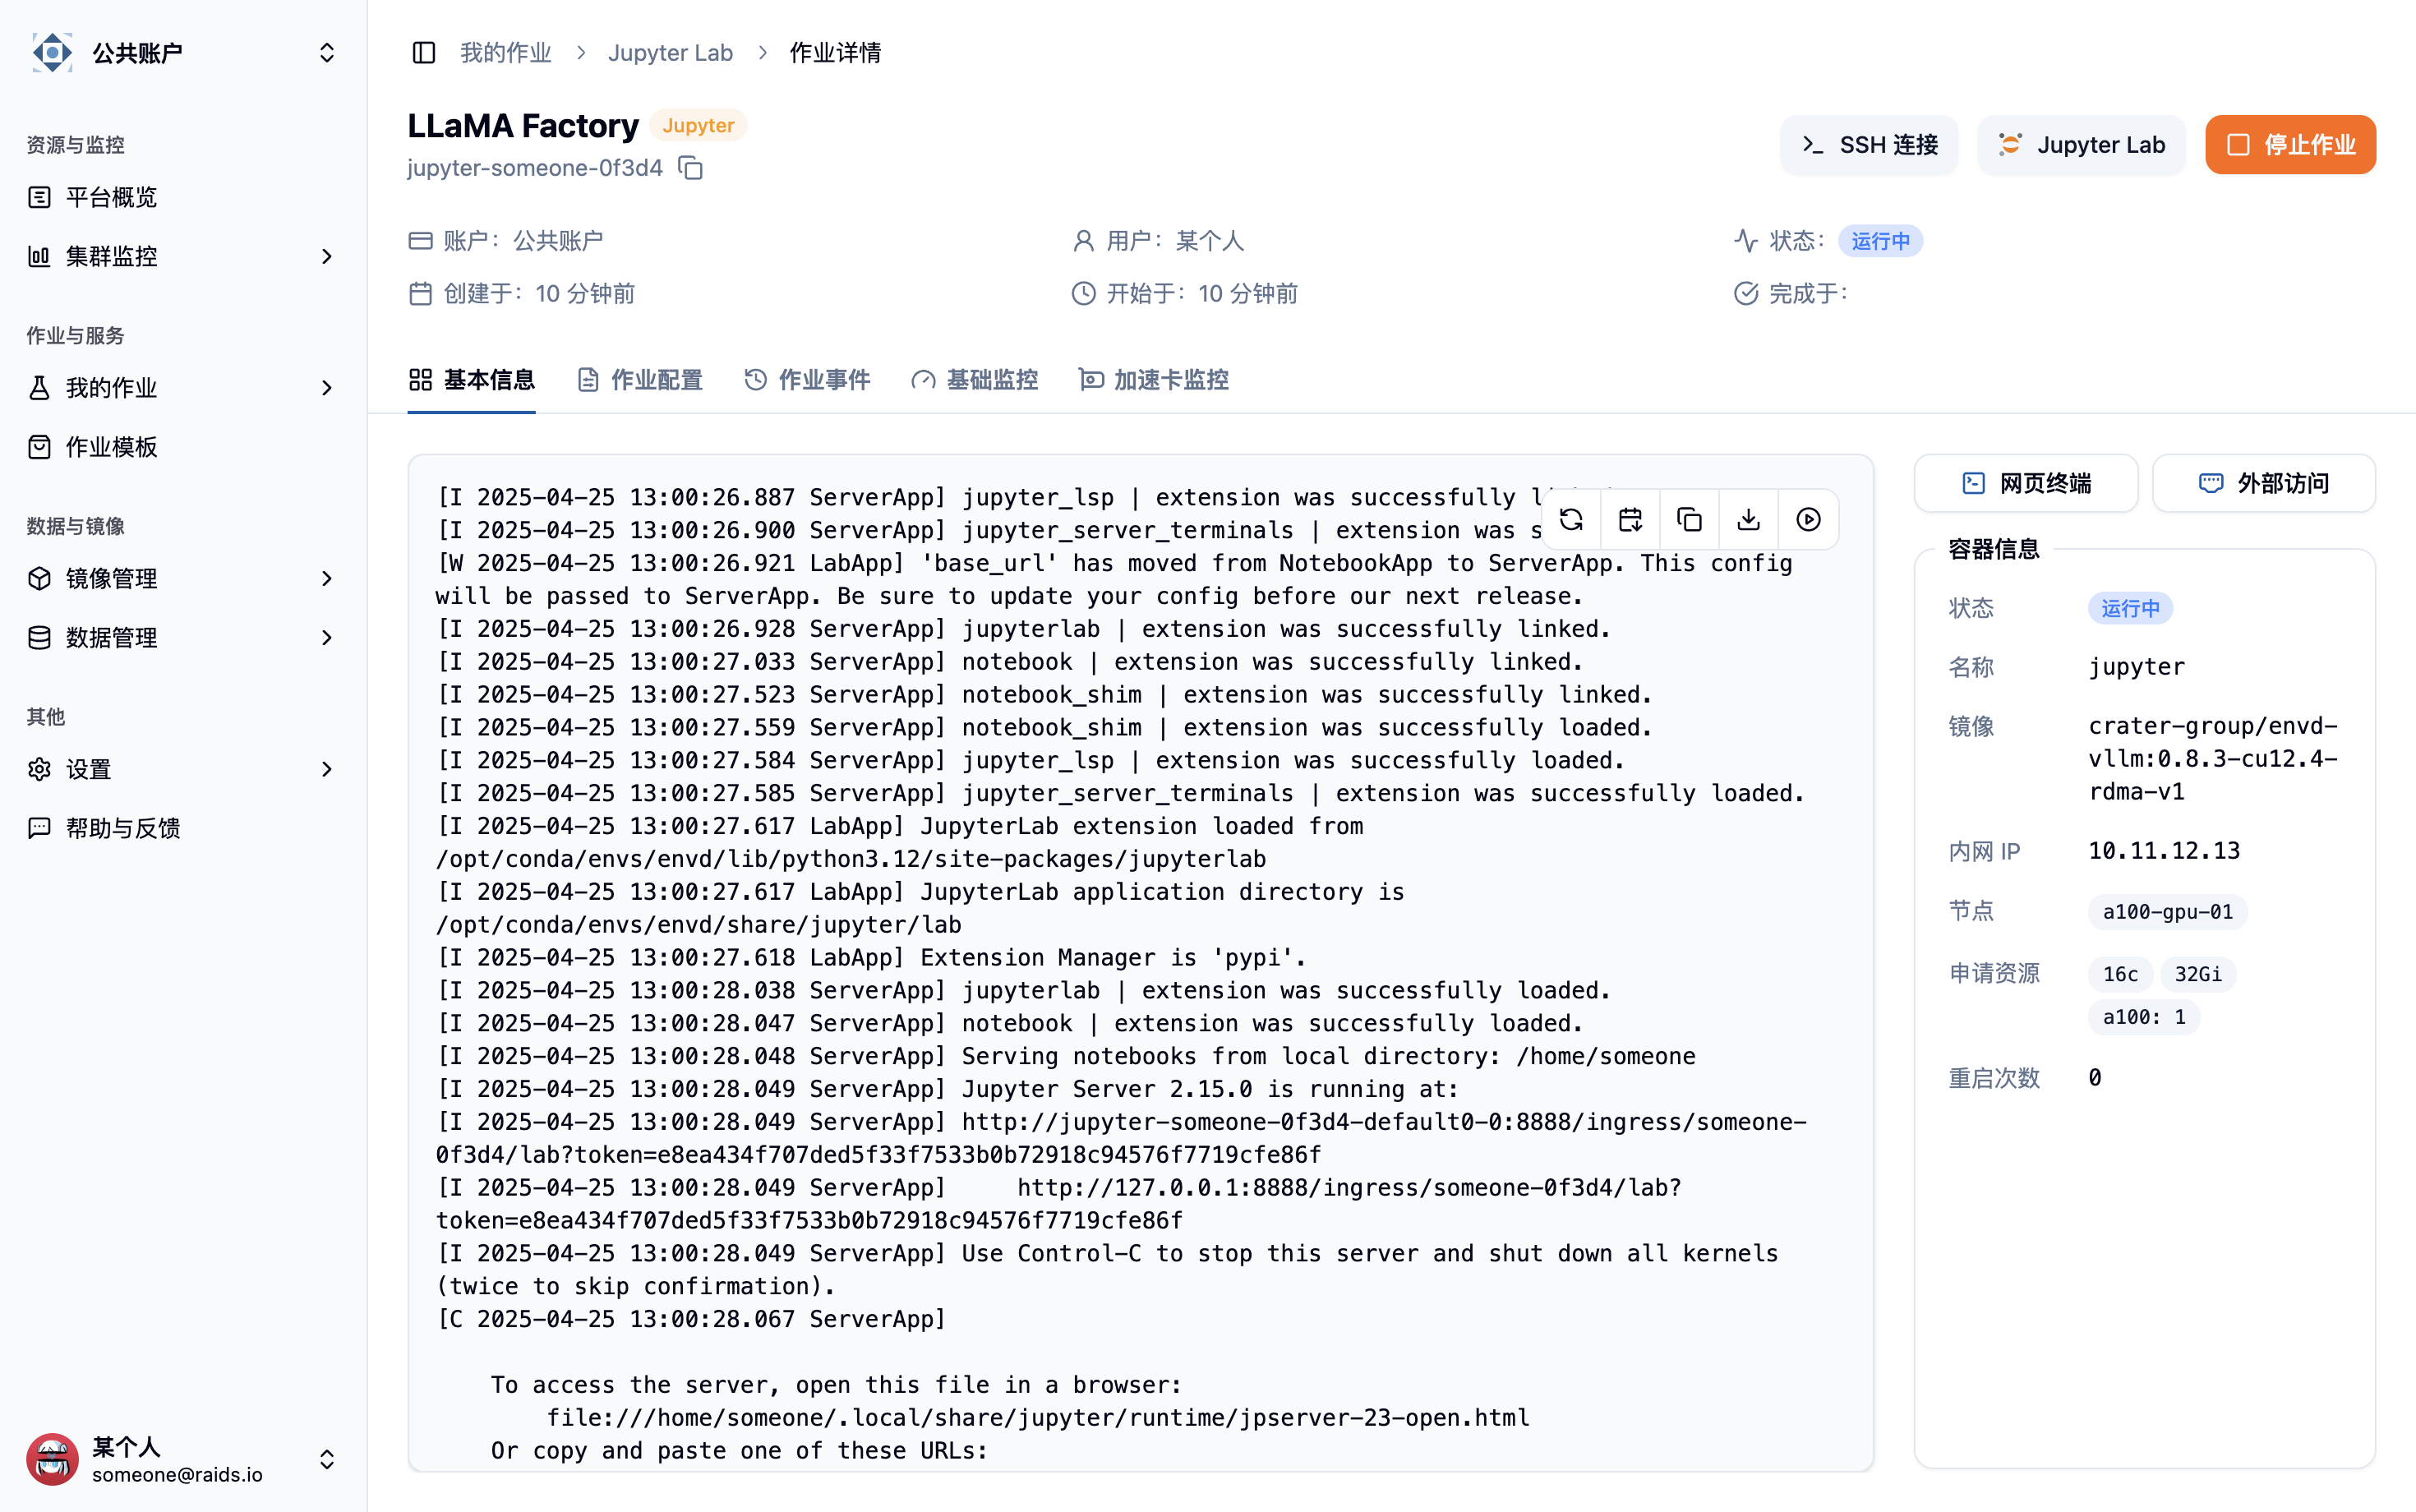 公共账户
资源与监控
平台概览
集群监控
作业与服务
我的作业
作业模板
数据与镜像
镜像管理
数据管理
其他
设置
帮助与反馈
某个人
someone@raids.io
我的作业 > Jupyter Lab > 作业详情
LLaMA Factory Jupyter
jupyter-someone-0f3d4
SSH 连接
Jupyter Lab
停止作业
账户：公共账户
用户：某个人
状态：运行中
创建于：10 分钟前
开始于：10 分钟前
完成于：
基本信息
作业配置
作业事件
基础监控
加速卡监控
[I 2025-04-25 13:00:26.887 ServerApp] jupyter_lsp | extension was successfully
[I 2025-04-25 13:00:26.900 ServerApp] jupyter_server_terminals | extension was
[W 2025-04-25 13:00:26.921 LabApp] 'base_url' has moved from NotebookApp to ServerApp. This config
will be passed to ServerApp. Be sure to update your config before our next release.
[I 2025-04-25 13:00:26.928 ServerApp] jupyterlab | extension was successfully linked.
[I 2025-04-25 13:00:27.033 ServerApp] notebook | extension was successfully linked.
[I 2025-04-25 13:00:27.523 ServerApp] notebook_shim | extension was successfully linked.
[I 2025-04-25 13:00:27.559 ServerApp] notebook_shim | extension was successfully loaded.
[I 2025-04-25 13:00:27.584 ServerApp] jupyter_lsp | extension was successfully loaded.
[I 2025-04-25 13:00:27.585 ServerApp] jupyter_server_terminals | extension was successfully loaded.
[I 2025-04-25 13:00:27.617 LabApp] JupyterLab extension loaded from
/opt/conda/envs/envd/lib/python3.12/site-packages/jupyterlab
[I 2025-04-25 13:00:27.617 LabApp] JupyterLab application directory is
/opt/conda/envs/envd/share/jupyter/lab
[I 2025-04-25 13:00:27.618 LabApp] Extension Manager is 'pypi'.
[I 2025-04-25 13:00:28.038 ServerApp] jupyterlab | extension was successfully loaded.
[I 2025-04-25 13:00:28.047 ServerApp] notebook | extension was successfully loaded.
[I 2025-04-25 13:00:28.048 ServerApp] Serving notebooks from local directory: /home/someone
[I 2025-04-25 13:00:28.049 ServerApp] Jupyter Server 2.15.0 is running at:
[I 2025-04-25 13:00:28.049 ServerApp] http://jupyter-someone-0f3d4-default0-0:8888/ingress/someone-
0f3d4/lab?token=e8ea434f707ded5f33f7533b0b72918c94576f7719cfe86f
[I 2025-04-25 13:00:28.049 ServerApp]     http://127.0.0.1:8888/ingress/someone-0f3d4/lab?
token=e8ea434f707ded5f33f7533b0b72918c94576f7719cfe86f
[I 2025-04-25 13:00:28.049 ServerApp] Use Control-C to stop this server and shut down all kernels
(twice to skip confirmation).
[C 2025-04-25 13:00:28.067 ServerApp]
To access the server, open this file in a browser:
file:///home/someone/.local/share/jupyter/runtime/jpserver-23-open.html
Or copy and paste one of these URLs:
网页终端
外部访问
容器信息
状态 运行中
名称 jupyter
镜像 crater-group/envd-
vllm:0.8.3-cu12.4-
rdma-v1
内网 IP 10.11.12.13
节点 a100-gpu-01
申请资源 16c 32Gi
a100: 1
重启次数 0